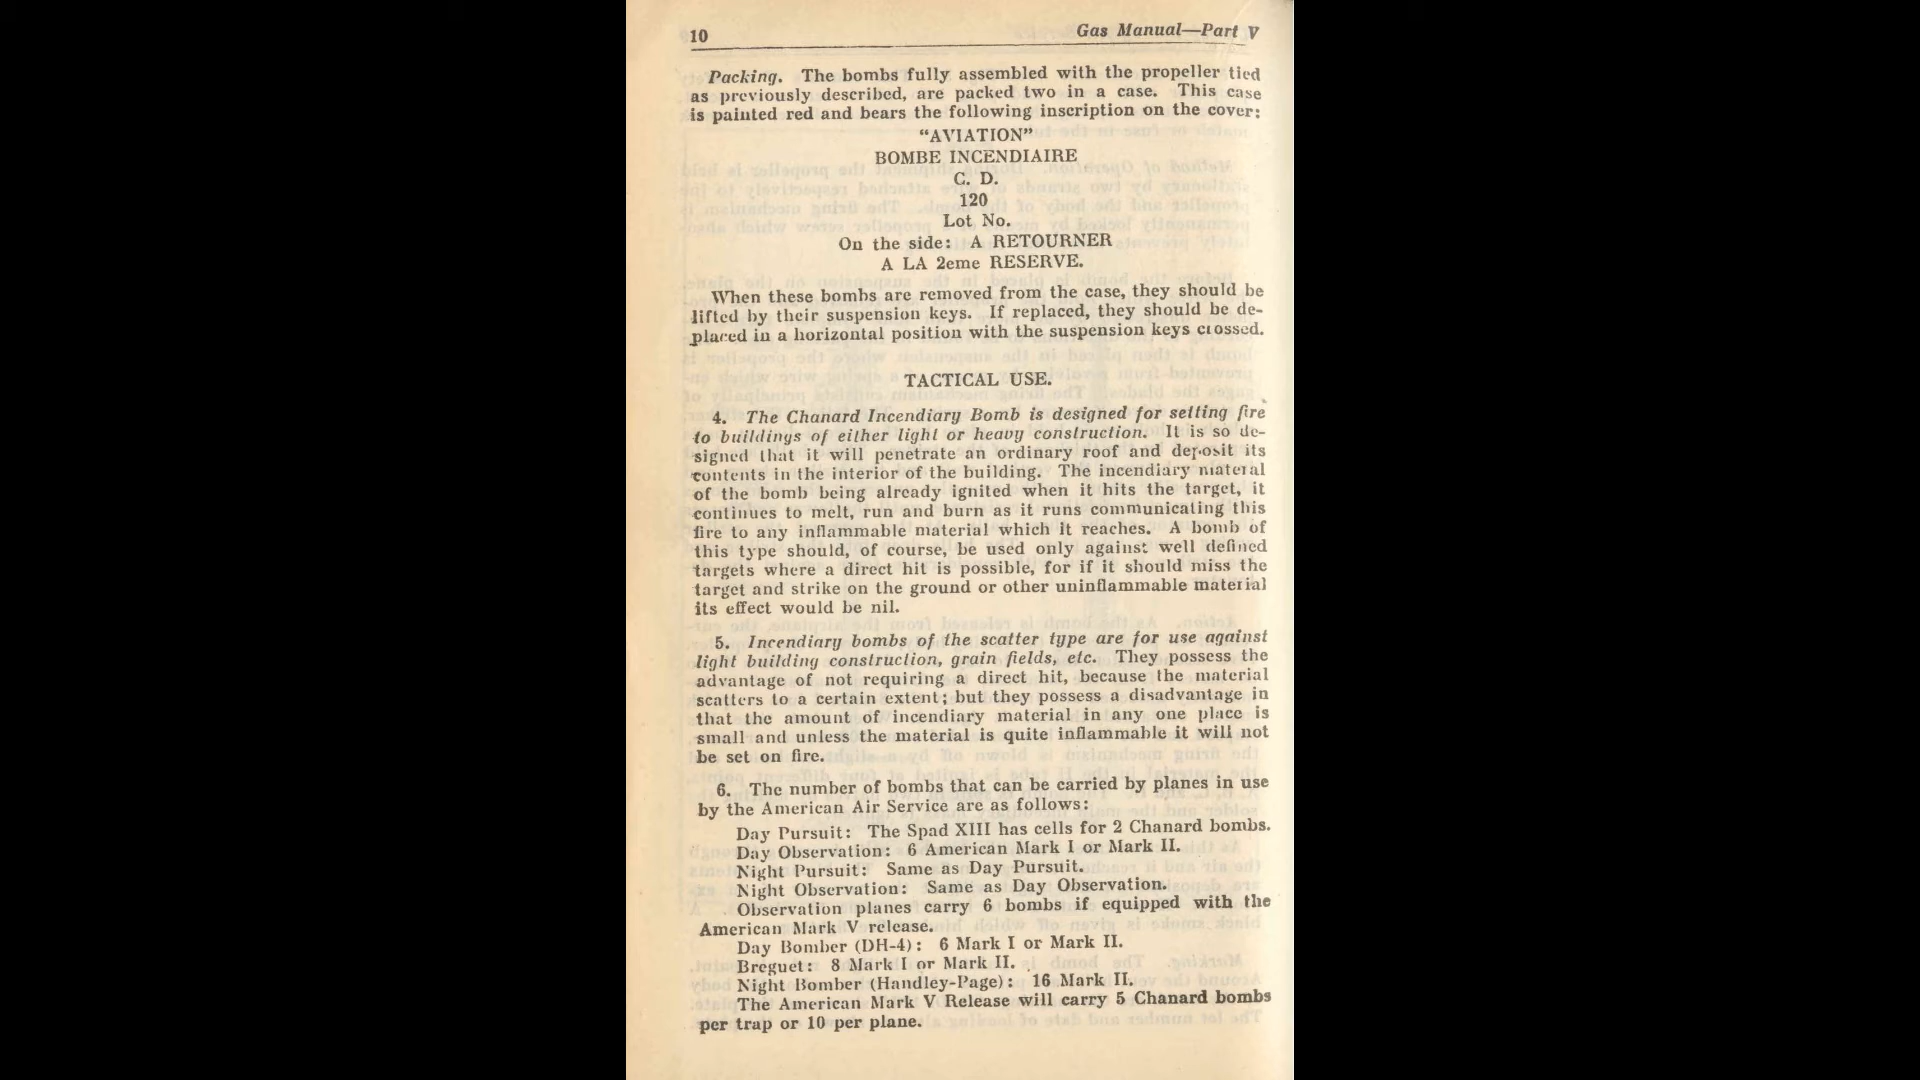 10
Gas Manual—Part V
Packing. The bombs fully assembled with the propeller tied
as previously described, are packed two in a case. This case
is painted red and bears the following inscription on the cover:
“AVIATION”
BOMBE INCENDIAIRE
C. D.
120
Lot No.
On the side: A RETOURNER
A LA 2eme RESERVE.
When these bombs are removed from the case, they should be
lifted by their suspension keys. If replaced, they should be de-
placed in a horizontal position with the suspension keys crossed.
TACTICAL USE.
4. The Chanard Incendiary Bomb is designed for setting fire
to buildings of either light or heavy construction. It is so de-
signed that it will penetrate an ordinary roof and deposit its
contents in the interior of the building. The incendiary material
of the bomb being already ignited when it hits the target, it
continues to melt, run and burn as it runs communicating this
fire to any inflammable material which it reaches. A bomb of
this type should, of course, be used only against well defined
targets where a direct hit is possible, for if it should miss the
target and strike on the ground or other uninflammable material
its effect would be nil.
5. Incendiary bombs of the scatter type are for use against
light building construction, grain fields, etc. They possess the
advantage of not requiring a direct hit, because the material
scatters to a certain extent; but they possess a disadvantage in
that the amount of incendiary material in any one place is
small and unless the material is quite inflammable it will not
be set on fire.
6. The number of bombs that can be carried by planes in use
by the American Air Service are as follows:
Day Pursuit: The Spad XIII has cells for 2 Chanard bombs.
Day Observation: 6 American Mark I or Mark II.
Night Pursuit: Same as Day Pursuit.
Night Observation: Same as Day Observation.
Observation planes carry 6 bombs if equipped with the
American Mark V release.
Day Bomber (DH-4): 6 Mark I or Mark II.
Breguet: 8 Mark I or Mark II.
Night Bomber (Handley-Page): 16 Mark II.
The American Mark V Release will carry 5 Chanard bombs
per trap or 10 per plane.